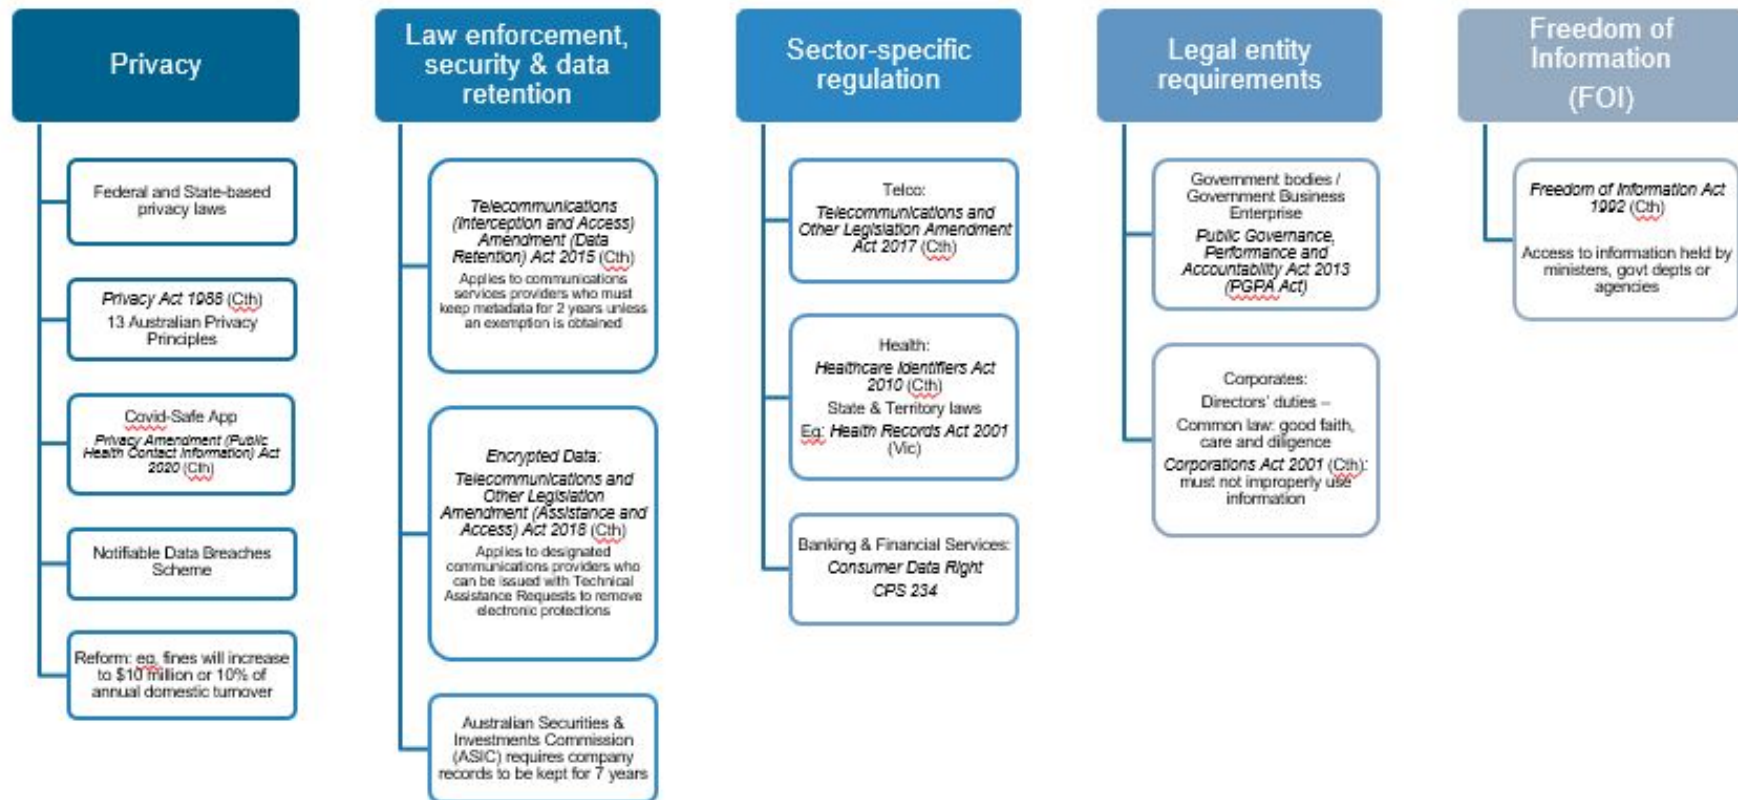 Privacy
Federal and State-based
privacy laws
Privacy Act 1988 (Cth)
13 Australian Privacy
Principles
Covid-Safe App
Privacy Amendment (Public
Health Contact Information) Act
2020 (Cth)
Notifiable Data Breaches
Scheme
Reform: eg, fines will increase
to $10 million or 10% of
annual domestic turnover
Law enforcement,
security & data
retention
Telecommunications
(Interception and Access)
Amendment (Data
Retention) Act 2015 (Cth)
Applies to communications
services providers who must
keep metadata for 2 years unless
an exemption is obtained
Encrypted Data:
Telecommunications and
Other Legislation
Amendment (Assistance and
Access) Act 2018 (Cth)
Applies to designated
communications providers who
can be issued with Technical
Assistance Requests to remove
electronic protections
Australian Securities &
Investments Commission
(ASIC) requires company
records to be kept for 7 years
Sector-specific
regulation
Telco:
Telecommunications and
Other Legislation Amendment
Act 2017 (Cth)
Health:
Healthcare Identifiers Act
2010 (Cth)
State & Territory laws
Eg: Health Records Act 2001
(Vic)
Banking & Financial Services:
Consumer Data Right
CPS 234
Legal entity
requirements
Government bodies /
Government Business
Enterprise
Public Governance,
Performance and
Accountability Act 2013
(PGPA Act)
Corporates:
Directors' duties –
Common law: good faith,
care and diligence
Corporations Act 2001 (Cth):
must not improperly use
information
Freedom of
Information
(FOI)
Freedom of Information Act
1992 (Cth)
Access to information held by
ministers, govt depts or
agencies